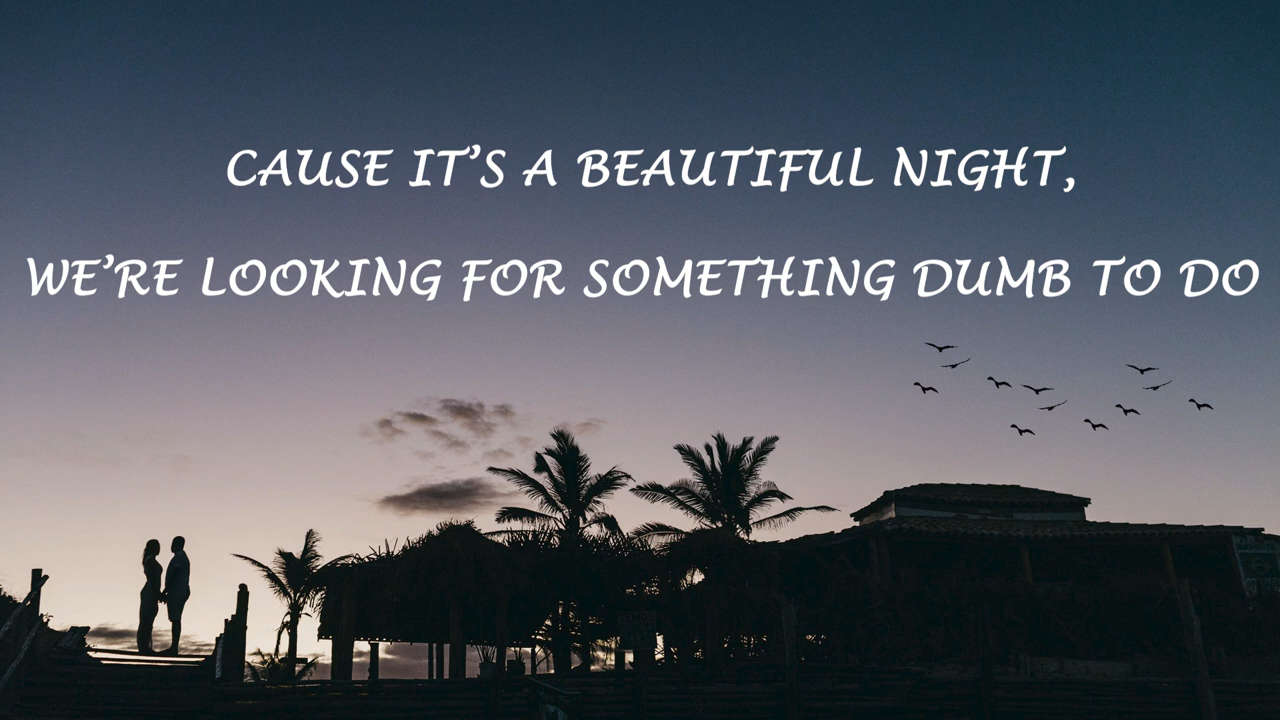 CAUSE IT'S A BEAUTIFUL NIGHT,
WE'RE LOOKING FOR SOMETHING DUMB TO DO